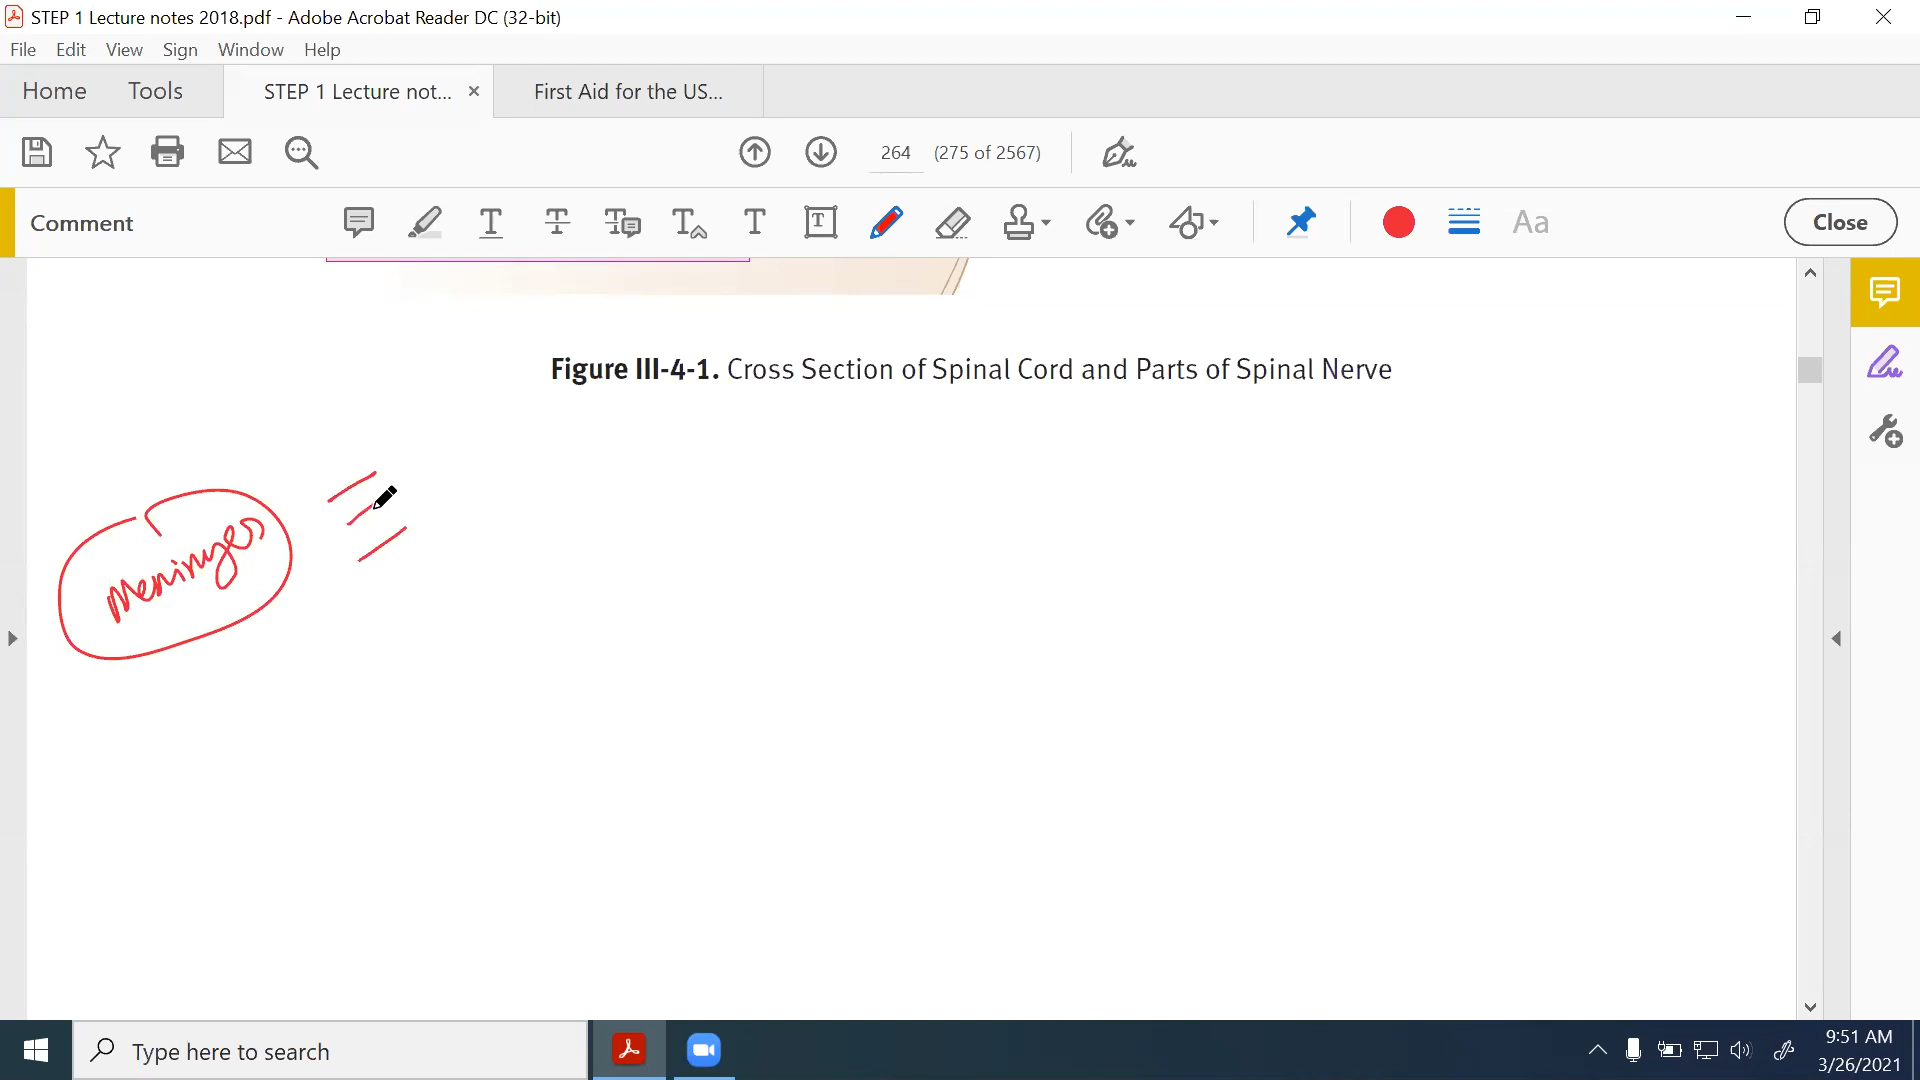 STEP 1 Lecture notes 2018.pdf - Adobe Acrobat Reader DC (32-bit)
File Edit View Sign Window Help
Home Tools STEP 1 Lecture not... × First Aid for the US...
264 (275 of 2567)
Comment Aa Close
Figure III-4-1. Cross Section of Spinal Cord and Parts of Spinal Nerve
Meninges
Type here to search
9:51 AM
3/26/2021